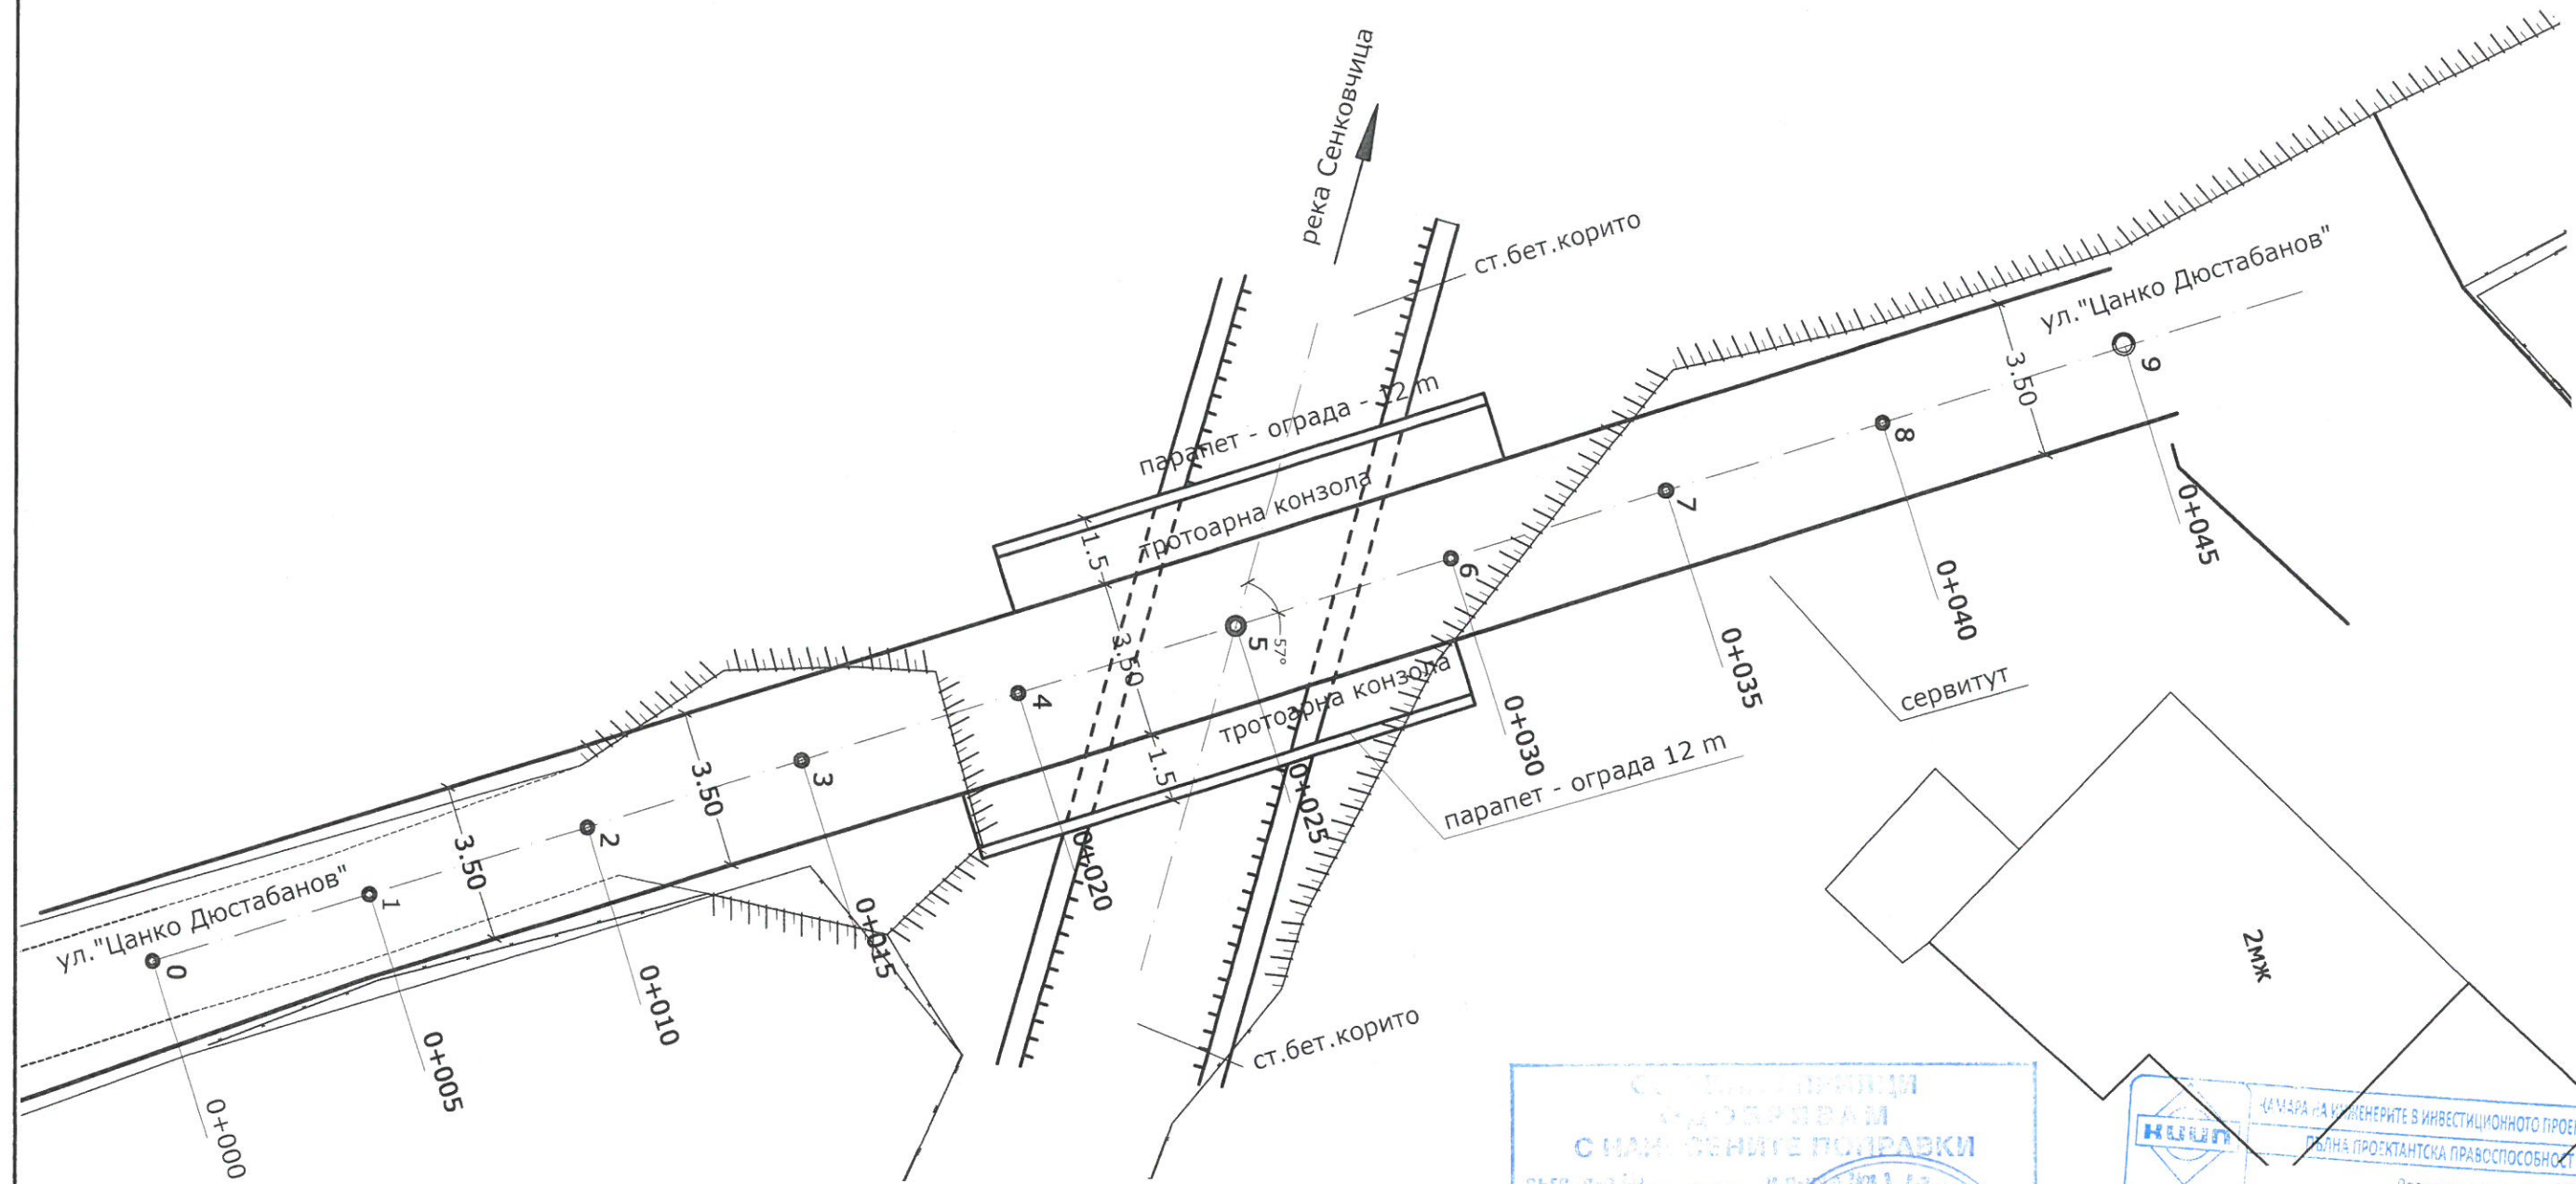 река Сенковчица
ст.бет.корито
ул."Цанко Дюстабанов"
9
3.50
8
0+045
парапет - ограда - 12 m
тротоарна конзола
1.5
7
0+040
6
5
57°
3.50
0+035
4
тротоарна конзола
1.5
сервитут
0+030
парапет - ограда 12 m
3
3.50
0+025
2
3.50
0+020
ул."Цанко Дюстабанов"
1
0
0+015
0+010
2мж
0+005
ст.бет.корито
0+000
С НАНЕСЕНИТЕ ПОПРАВКИ
КАМАРА НА ИНЖЕНЕРИТЕ В ИНВЕСТИЦИОННОТО
КИИП
ПЪЛНА ПРОЕКТАНТСКА ПРАВОСПОСОБНОСТ